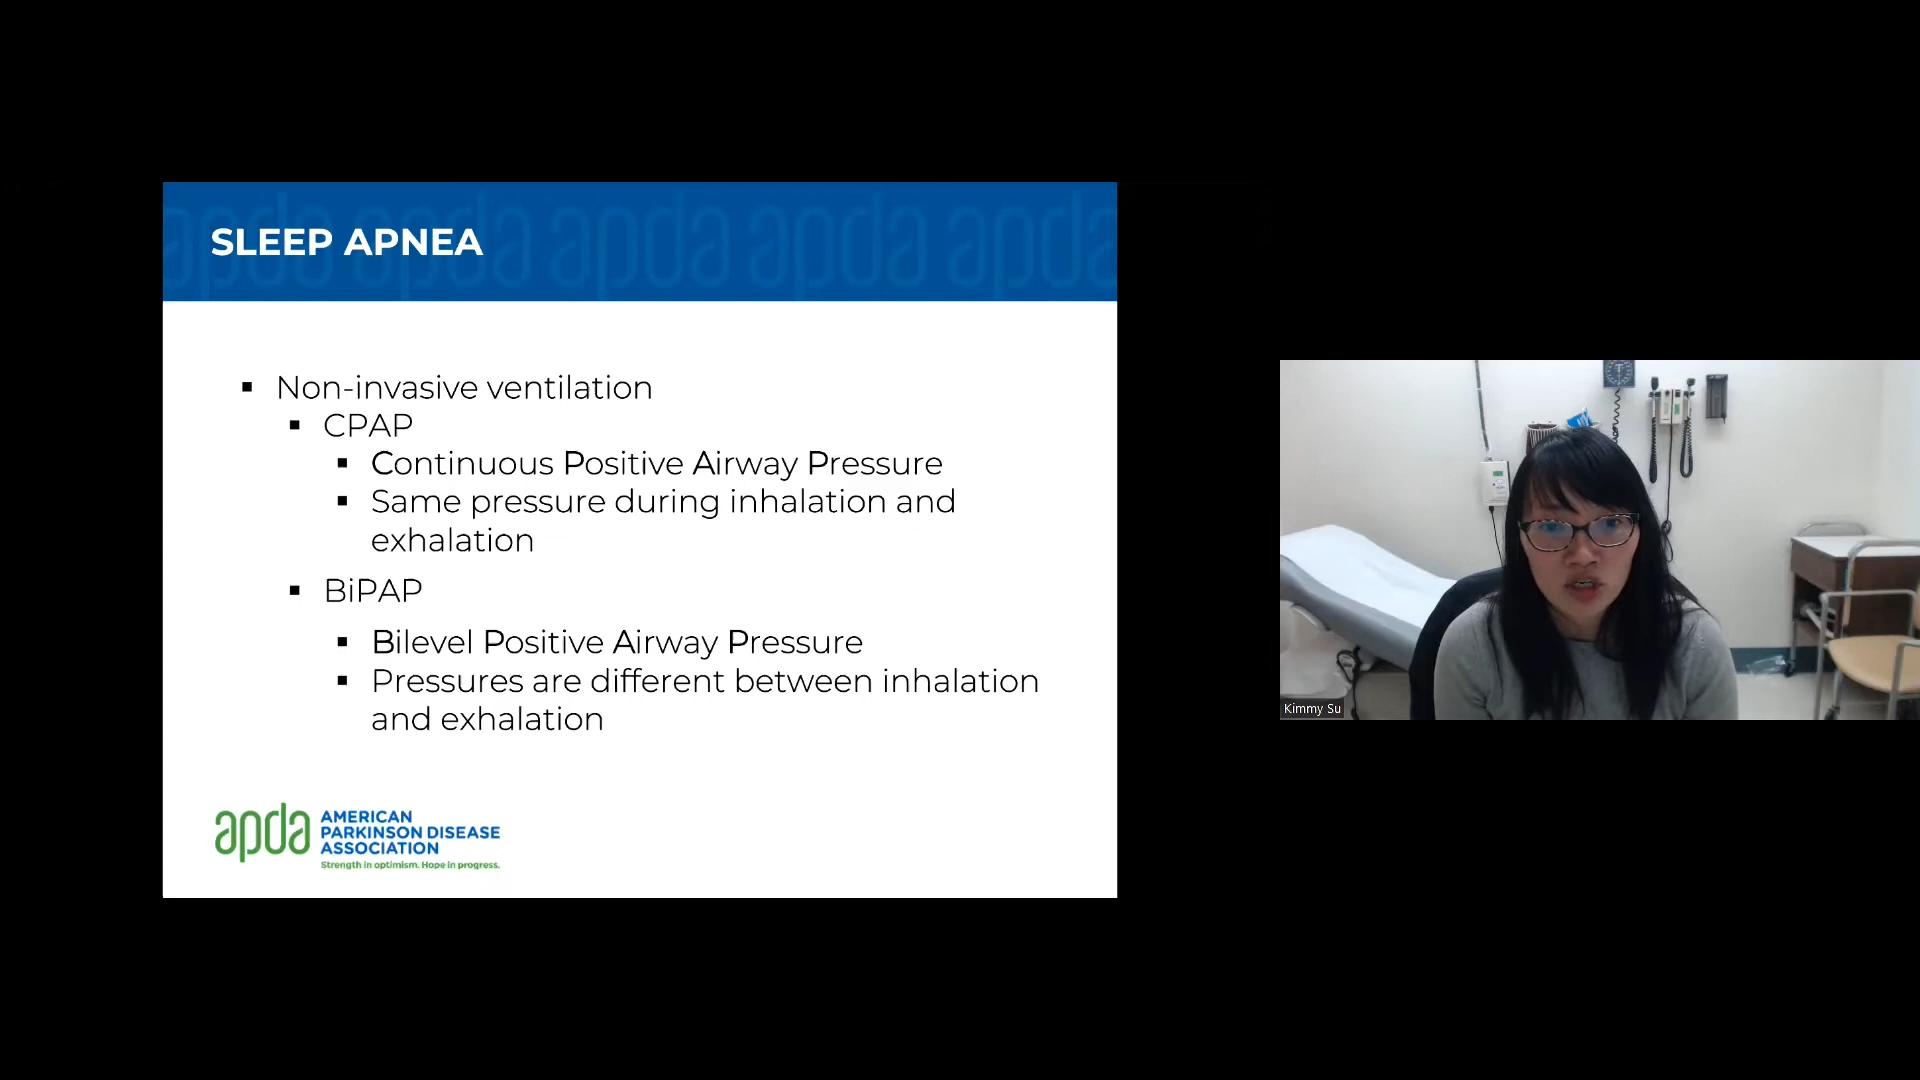 SLEEP APNEA
Non-invasive ventilation
CPAP
Continuous Positive Airway Pressure
Same pressure during inhalation and
exhalation
BiPAP
Bilevel Positive Airway Pressure
Pressures are different between inhalation
and exhalation
apda AMERICAN
PARKINSON DISEASE
ASSOCIATION
Strength in optimism. Hope in progress.
Kimmy Su